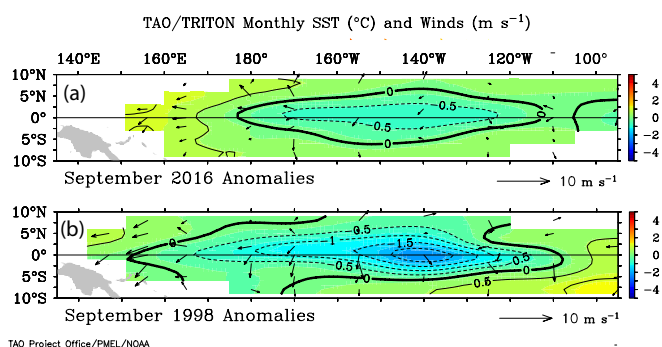 TAO/TRITON Monthly SST (°C) and Winds (m s⁻¹)
140°E 160°E 180° 160°W 140°W 120°W 100°
10°N
5°N
0°
5°S
10°S
(a)
0
0.5
0.5
0
0
4
2
0
-2
-4
September 2016 Anomalies
10 m s⁻¹
10°N
5°N
0°
5°S
10°S
(b)
0
0.5
1
1.5
0.5
0.5
0
0
0.5
4
2
0
-2
-4
September 1998 Anomalies
10 m s⁻¹
TAO Project Office/PMEL/NOAA